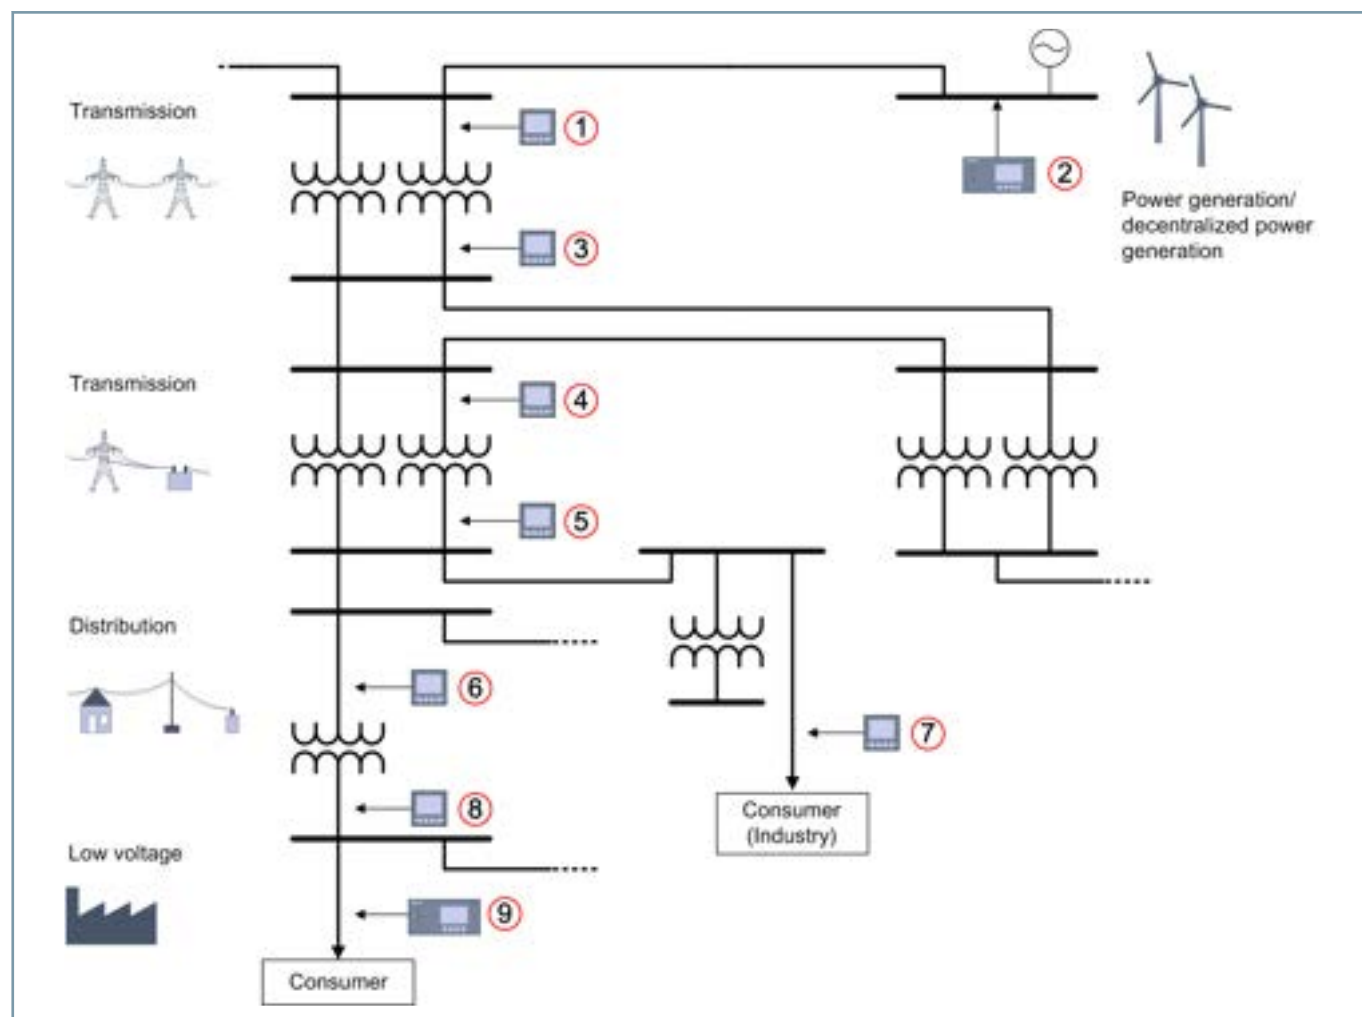 Transmission
1
2
Power generation/
decentralized power
generation
3
Transmission
4
5
Distribution
6
7
Consumer
(Industry)
8
Low voltage
9
Consumer